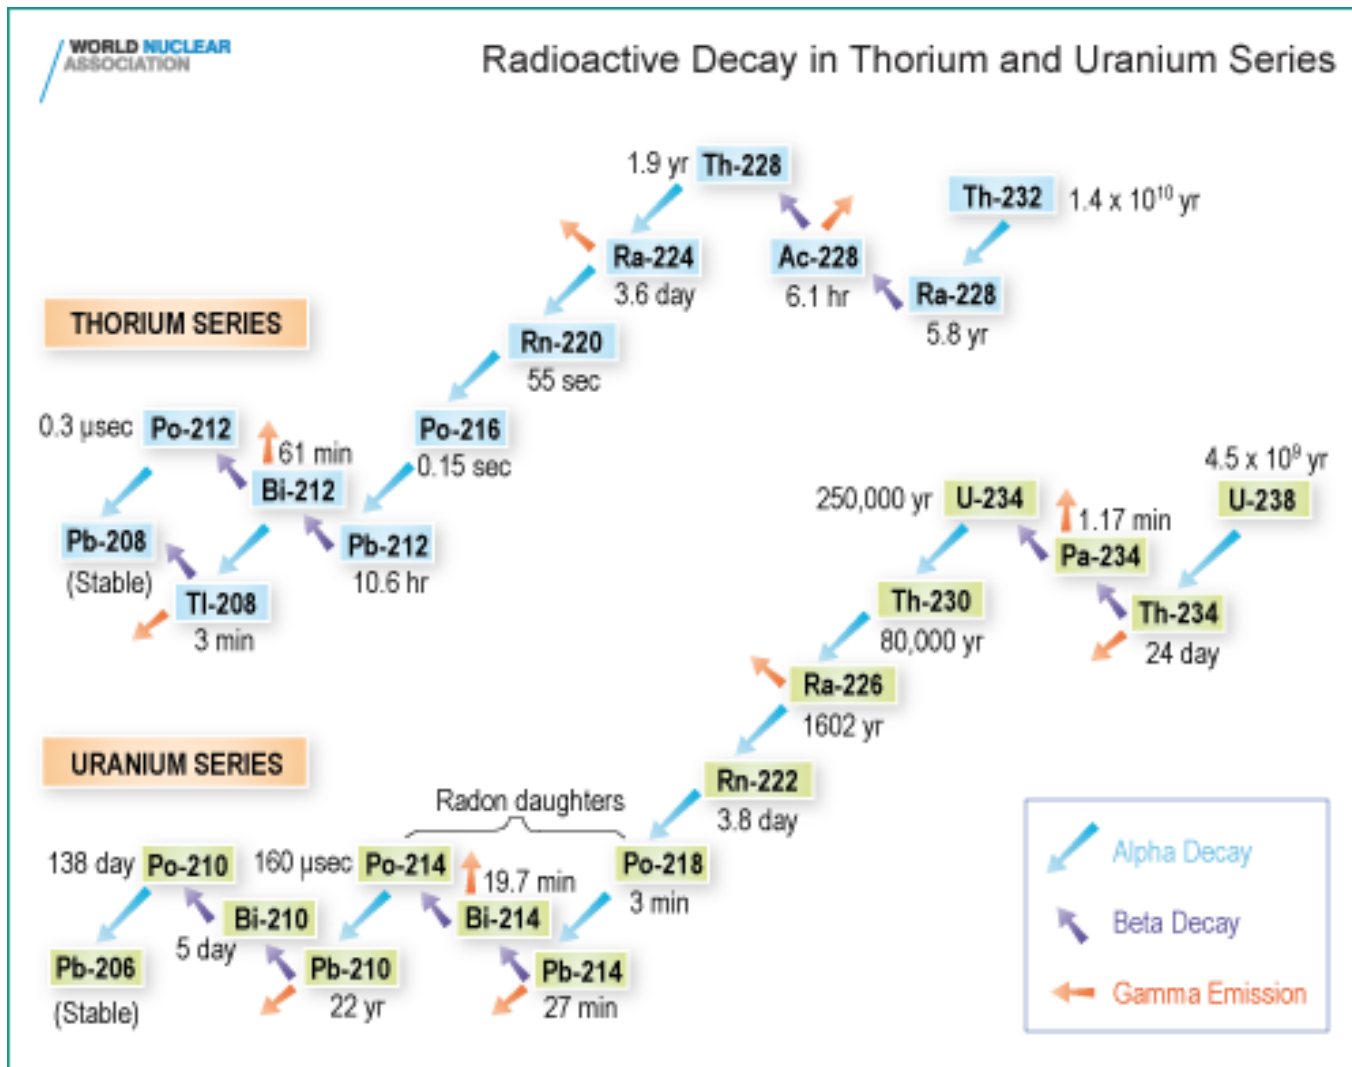 WORLD NUCLEAR
ASSOCIATION
Radioactive Decay in Thorium and Uranium Series
1.9 yr Th-228
Th-232 1.4 x 10¹⁰ yr
Ra-224
3.6 day
Ac-228
6.1 hr
Ra-228
5.8 yr
THORIUM SERIES
Rn-220
55 sec
0.3 µsec Po-212
61 min
Bi-212
Po-216
0.15 sec
Pb-208
(Stable)
Pb-212
10.6 hr
Tl-208
3 min
4.5 x 10⁹ yr
U-238
250,000 yr U-234
1.17 min
Pa-234
Th-230
80,000 yr
Th-234
24 day
Ra-226
1602 yr
URANIUM SERIES
Rn-222
3.8 day
Radon daughters
138 day Po-210
160 µsec Po-214
19.7 min
Bi-214
Po-218
3 min
Bi-210
5 day
Pb-206
(Stable)
Pb-210
22 yr
Pb-214
27 min
Alpha Decay
Beta Decay
Gamma Emission